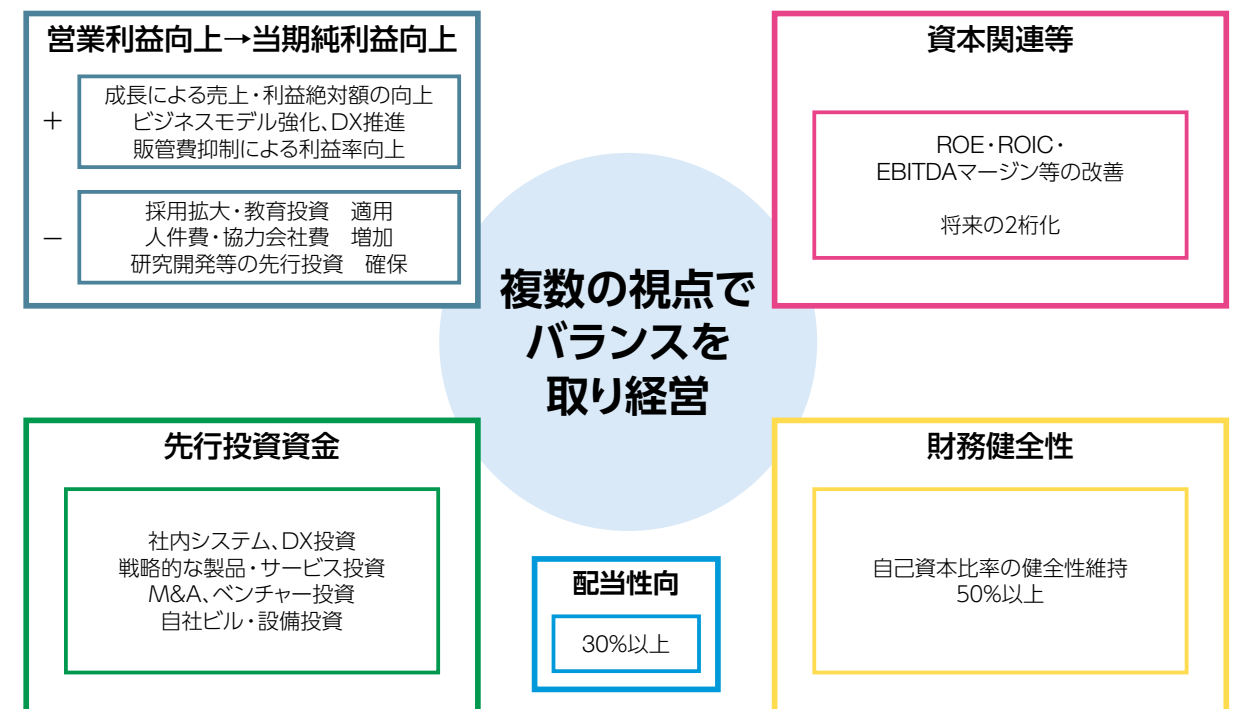 営業利益向上→当期純利益向上
+
成長による売上・利益絶対額の向上
ビジネスモデル強化、DX推進
販管費抑制による利益率向上
−
採用拡大・教育投資　適用
人件費・協力会社費　増加
研究開発等の先行投資　確保
資本関連等
ROE・ROIC・
EBITDAマージン等の改善
将来の2桁化
複数の視点で
バランスを
取り経営
先行投資資金
社内システム、DX投資
戦略的な製品・サービス投資
M&A、ベンチャー投資
自社ビル・設備投資
配当性向
30%以上
財務健全性
自己資本比率の健全性維持
50%以上